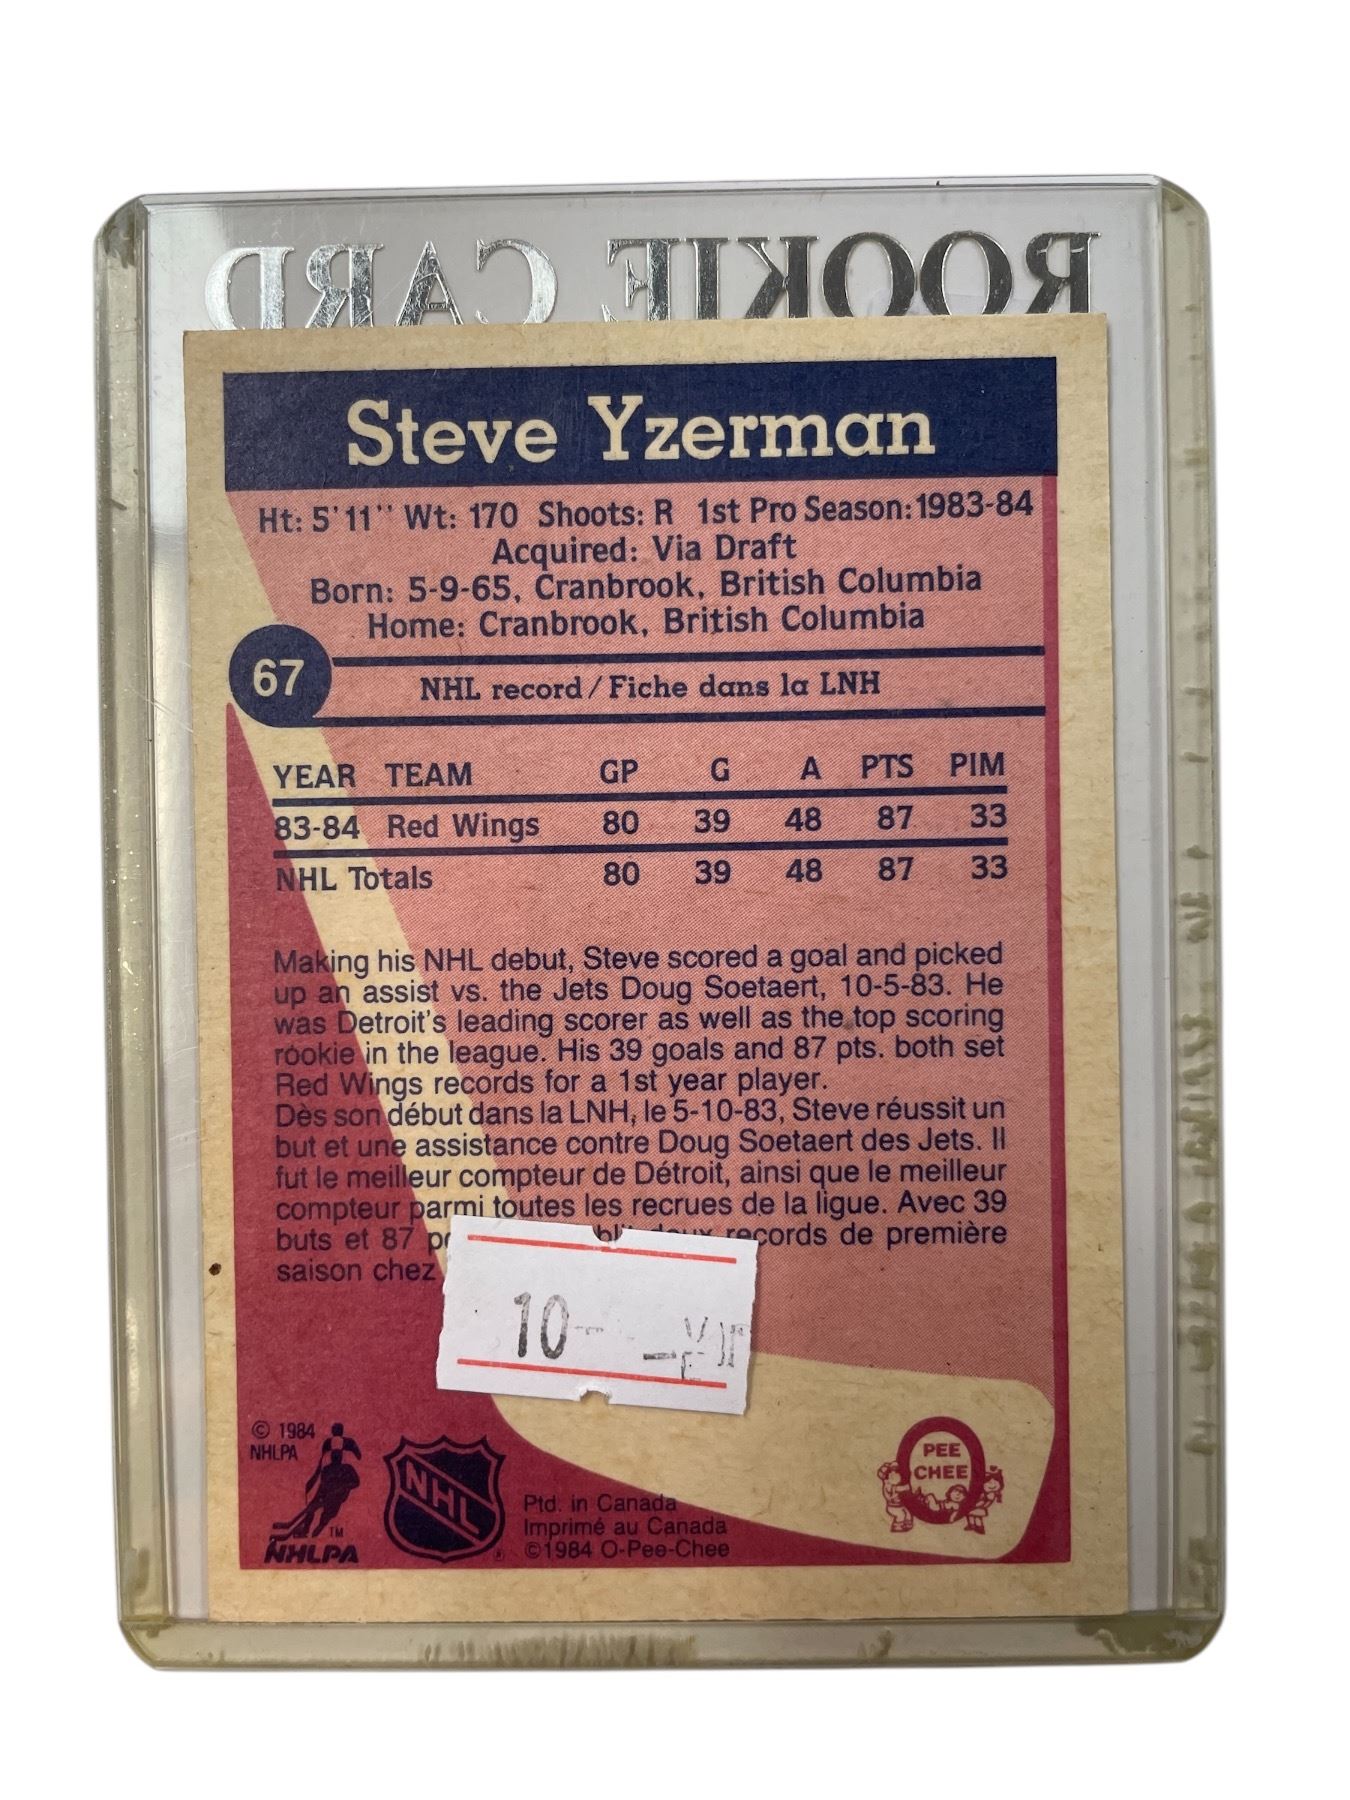 ROOKIE CARD
Steve Yzerman
Ht: 5'11" Wt: 170 Shoots: R 1st Pro Season: 1983-84
Acquired: Via Draft
Born: 5-9-65, Cranbrook, British Columbia
Home: Cranbrook, British Columbia
67
NHL record / Fiche dans la LNH
YEAR TEAM GP G A PTS PIM
83-84 Red Wings 80 39 48 87 33
NHL Totals 80 39 48 87 33
Making his NHL debut, Steve scored a goal and picked
up an assist vs. the Jets Doug Soetaert, 10-5-83. He
was Detroit's leading scorer as well as the top scoring
rookie in the league. His 39 goals and 87 pts. both set
Red Wings records for a 1st year player.
Dès son début dans la LNH, le 5-10-83, Steve réussit un
but et une assistance contre Doug Soetaert des Jets. Il
fut le meilleur compteur de Détroit, ainsi que le meilleur
compteur parmi toutes les recrues de la ligue. Avec 39
buts et 87 records de première
saison chez
10
© 1984
NHLPA
TM
NHLPA
NHL
®
Ptd. in Canada
Imprimé au Canada
©1984 O-Pee-Chee
PEE
CHEE